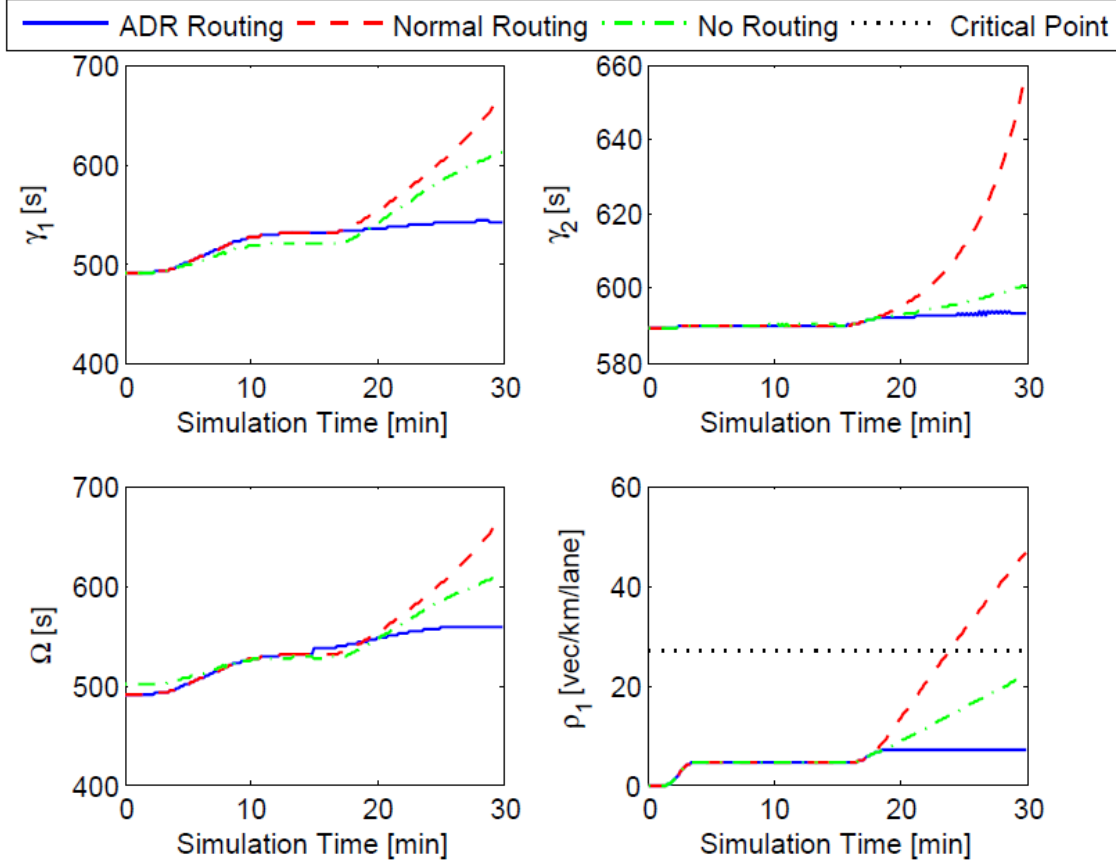 ADR Routing Normal Routing No Routing Critical Point
700
600
500
400
γ1 [s]
0 10 20 30
Simulation Time [min]
660
640
620
600
580
γ2 [s]
0 10 20 30
Simulation Time [min]
700
600
500
400
Ω [s]
0 10 20 30
Simulation Time [min]
60
40
20
0
ρ1 [vec/km/lane]
0 10 20 30
Simulation Time [min]